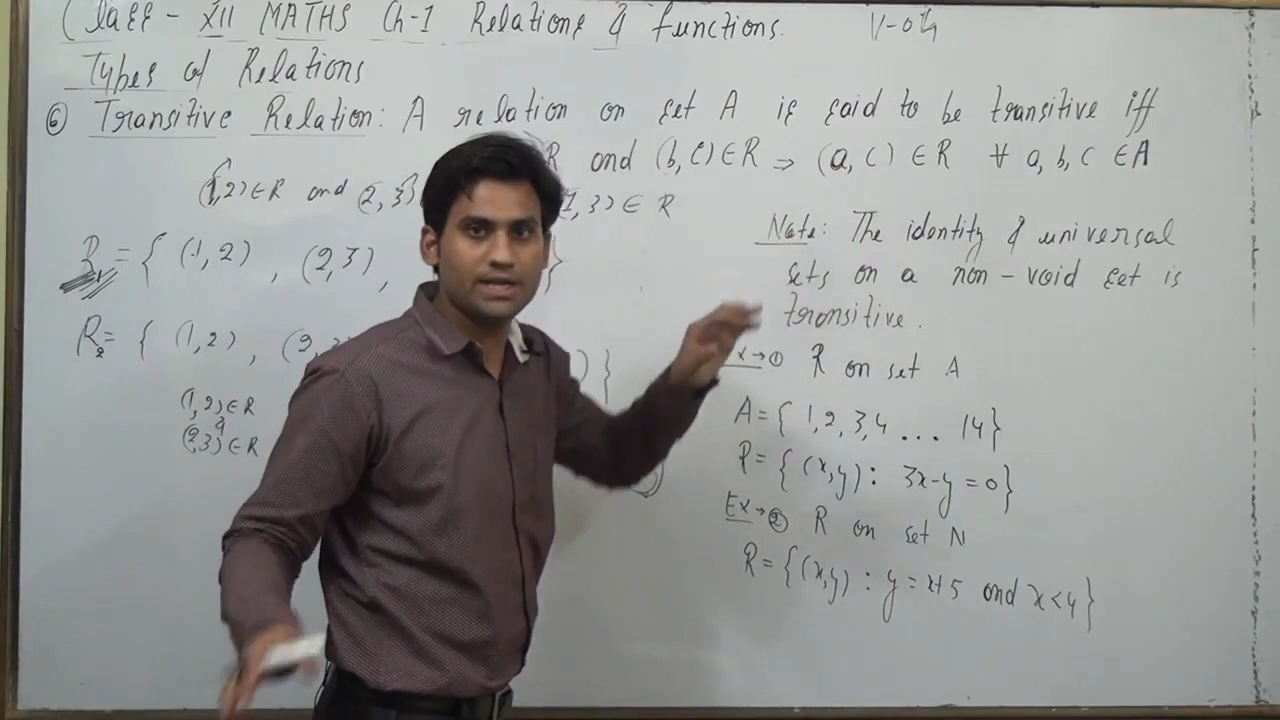 Class - XII MATHS Ch-1 Relations & functions. V-04
Types of Relations
⑥ Transitive Relation: A relation on set A is said to be transitive iff
R and (b,c)∈R ⇒ (a,c)∈R ∀ a,b,c ∈A
(1,2)∈R and (2,3) 1,3)∈R
Note: The identity & universal
sets on a non-void set is
transitive.
R₁={ (1,2), (2,3), }
R₂={ (1,2), (2,3 ) }
(1,2)∈R
(2,3)∈R
x→① R on set A
A={ 1,2,3,4 ... 14}
R={ (x,y): 3x-y=0}
Ex→② R on set N
R={(x,y) : y=x+5 and x<4}